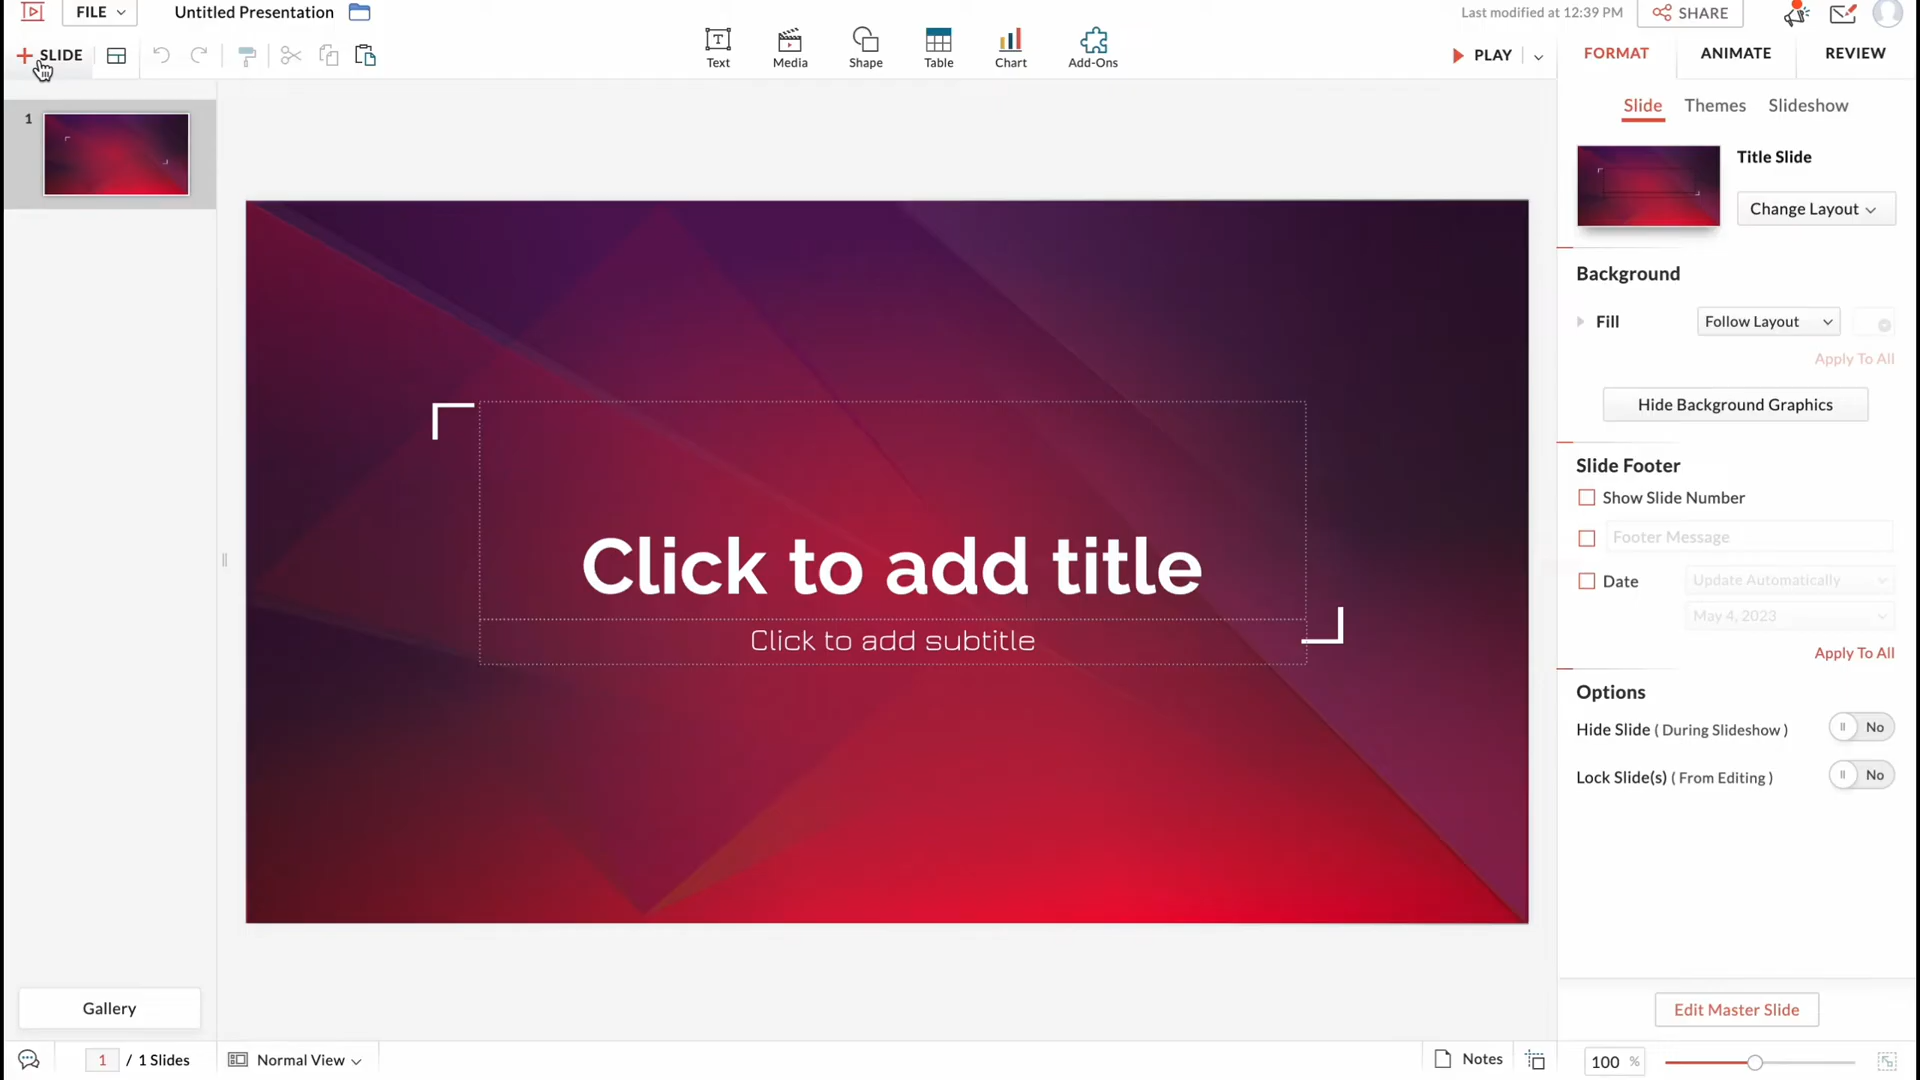 FILE Untitled Presentation Last modified at 12:39 PM SHARE
SLIDE Text Media Shape Table Chart Add-Ons PLAY FORMAT ANIMATE REVIEW
Slide Themes Slideshow
1
Title Slide
Change Layout
Background
Fill Follow Layout
Apply To All
Hide Background Graphics
Slide Footer
Show Slide Number
Footer Message
Date Update Automatically
May 4, 2023
Apply To All
Options
Hide Slide ( During Slideshow ) No
Lock Slide(s) ( From Editing ) No
Click to add title
Click to add subtitle
Gallery
Edit Master Slide
1 / 1 Slides Normal View Notes 100 %